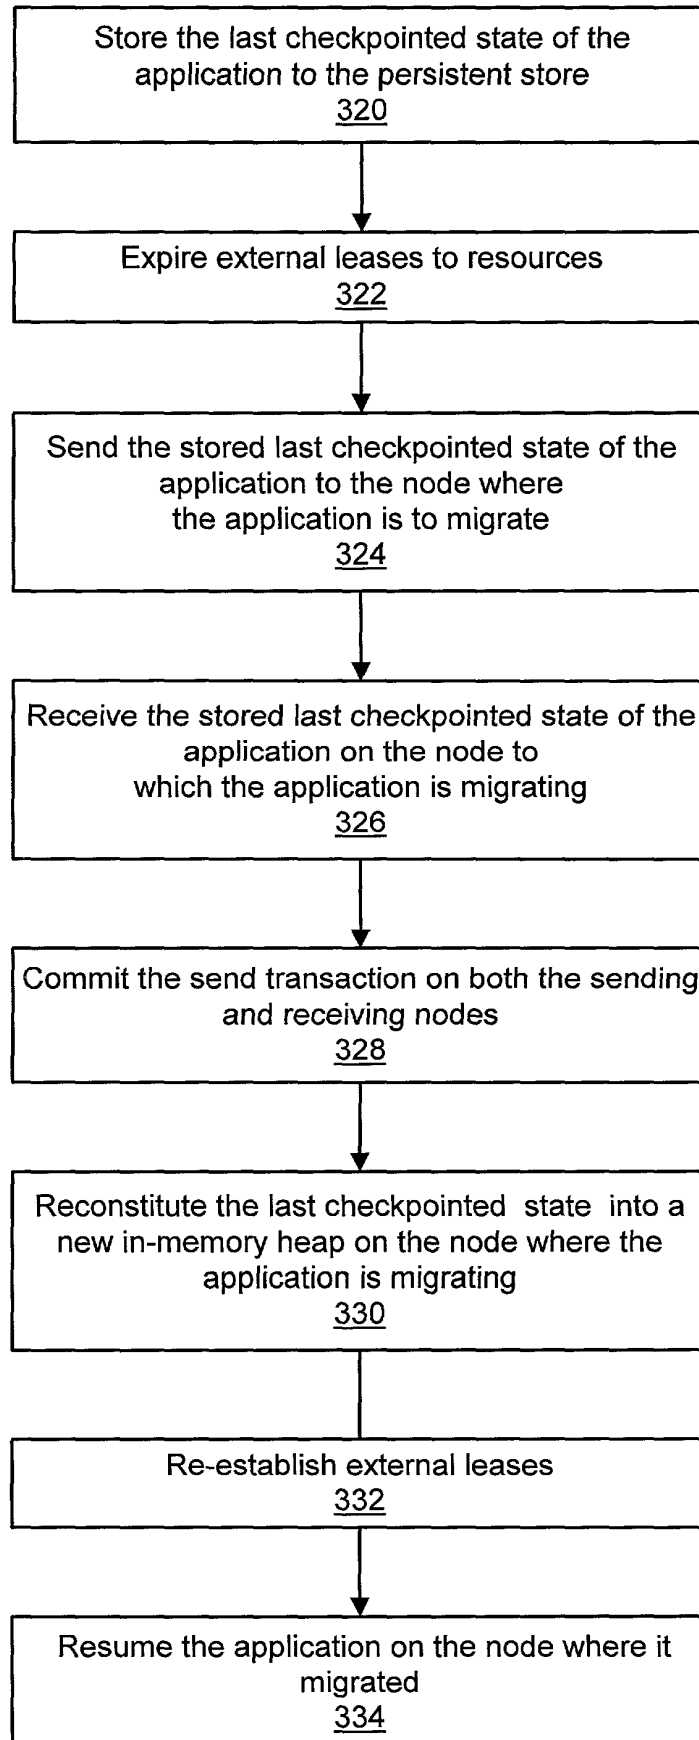 Store the last checkpointed state of the
application to the persistent store
320
Expire external leases to resources
322
Send the stored last checkpointed state of the
application to the node where
the application is to migrate
324
Receive the stored last checkpointed state of the
application on the node to
which the application is migrating
326
Commit the send transaction on both the sending
and receiving nodes
328
Reconstitute the last checkpointed state into a
new in-memory heap on the node where the
application is migrating
330
Re-establish external leases
332
Resume the application on the node where it
migrated
334